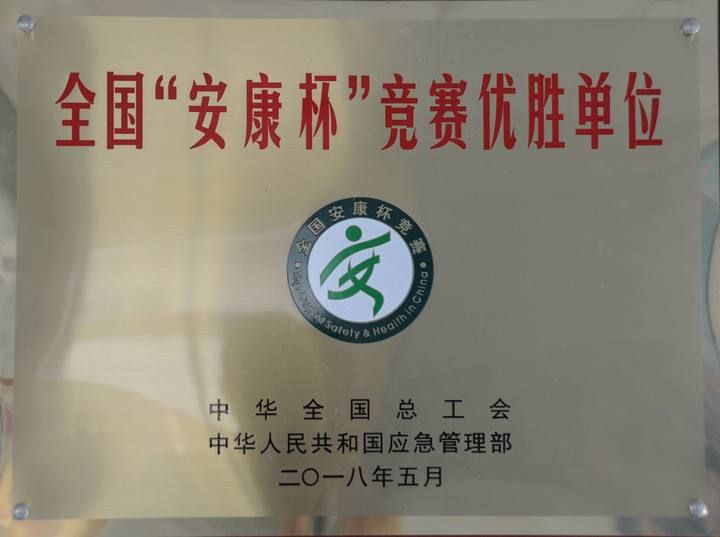 全国“安康杯”竞赛优胜单位
全国安康杯竞赛
Safety & Health in China
中华全国总工会
中华人民共和国应急管理部
二〇一八年五月